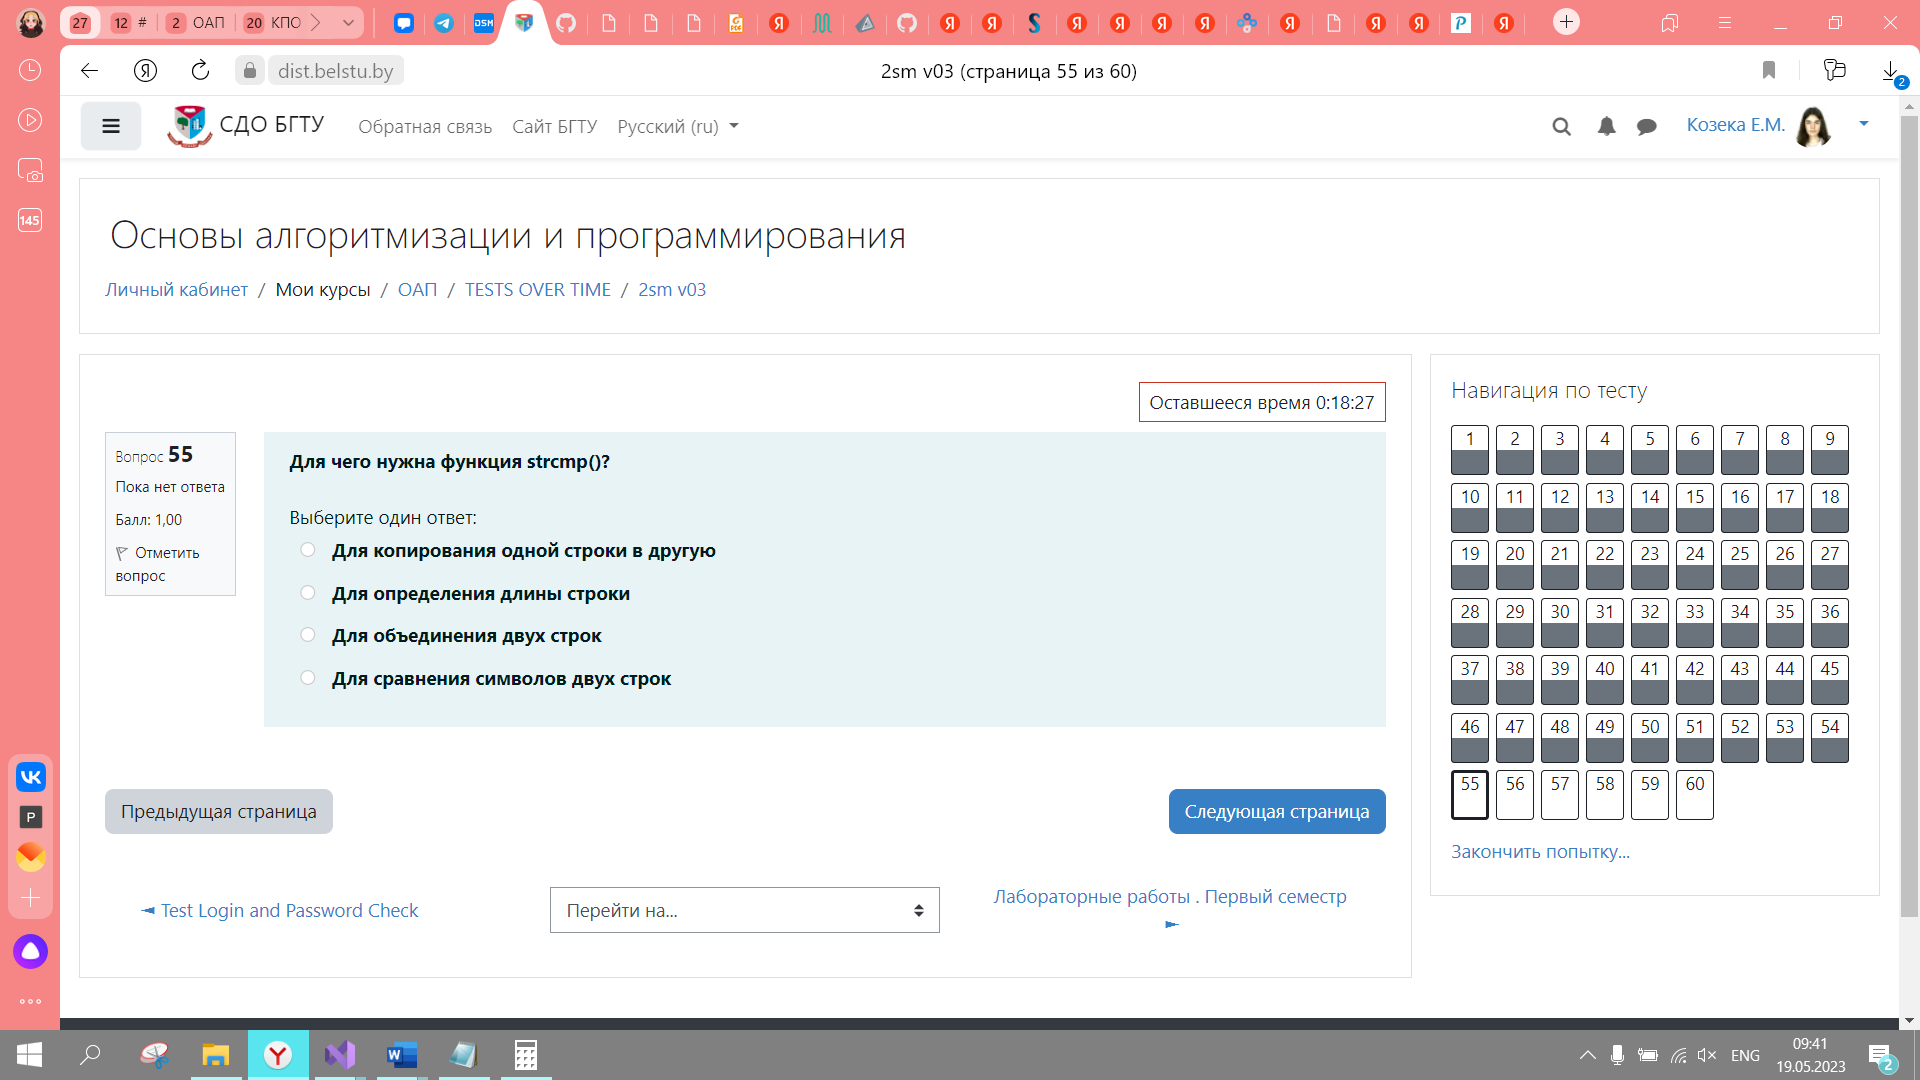 27
12 #
2 ОАП
20 КПО
DSM
dist.belstu.by
2sm v03 (страница 55 из 60)
2
145
СДО БГТУ
Обратная связь
Сайт БГТУ
Русский (ru)
Козека Е.М.
Основы алгоритмизации и программирования
Личный кабинет / Мои курсы / ОАП / TESTS OVER TIME / 2sm v03
Оставшееся время 0:18:27
Вопрос 55
Пока нет ответа
Балл: 1,00
Отметить
вопрос
Для чего нужна функция strcmp()?
Выберите один ответ:
Для копирования одной строки в другую
Для определения длины строки
Для объединения двух строк
Для сравнения символов двух строк
Предыдущая страница
Следующая страница
◄ Test Login and Password Check
Перейти на...
Лабораторные работы . Первый семестр
►
Навигация по тесту
1 2 3 4 5 6 7 8 9
10 11 12 13 14 15 16 17 18
19 20 21 22 23 24 25 26 27
28 29 30 31 32 33 34 35 36
37 38 39 40 41 42 43 44 45
46 47 48 49 50 51 52 53 54
55 56 57 58 59 60
Закончить попытку...
ENG
09:41
19.05.2023
2